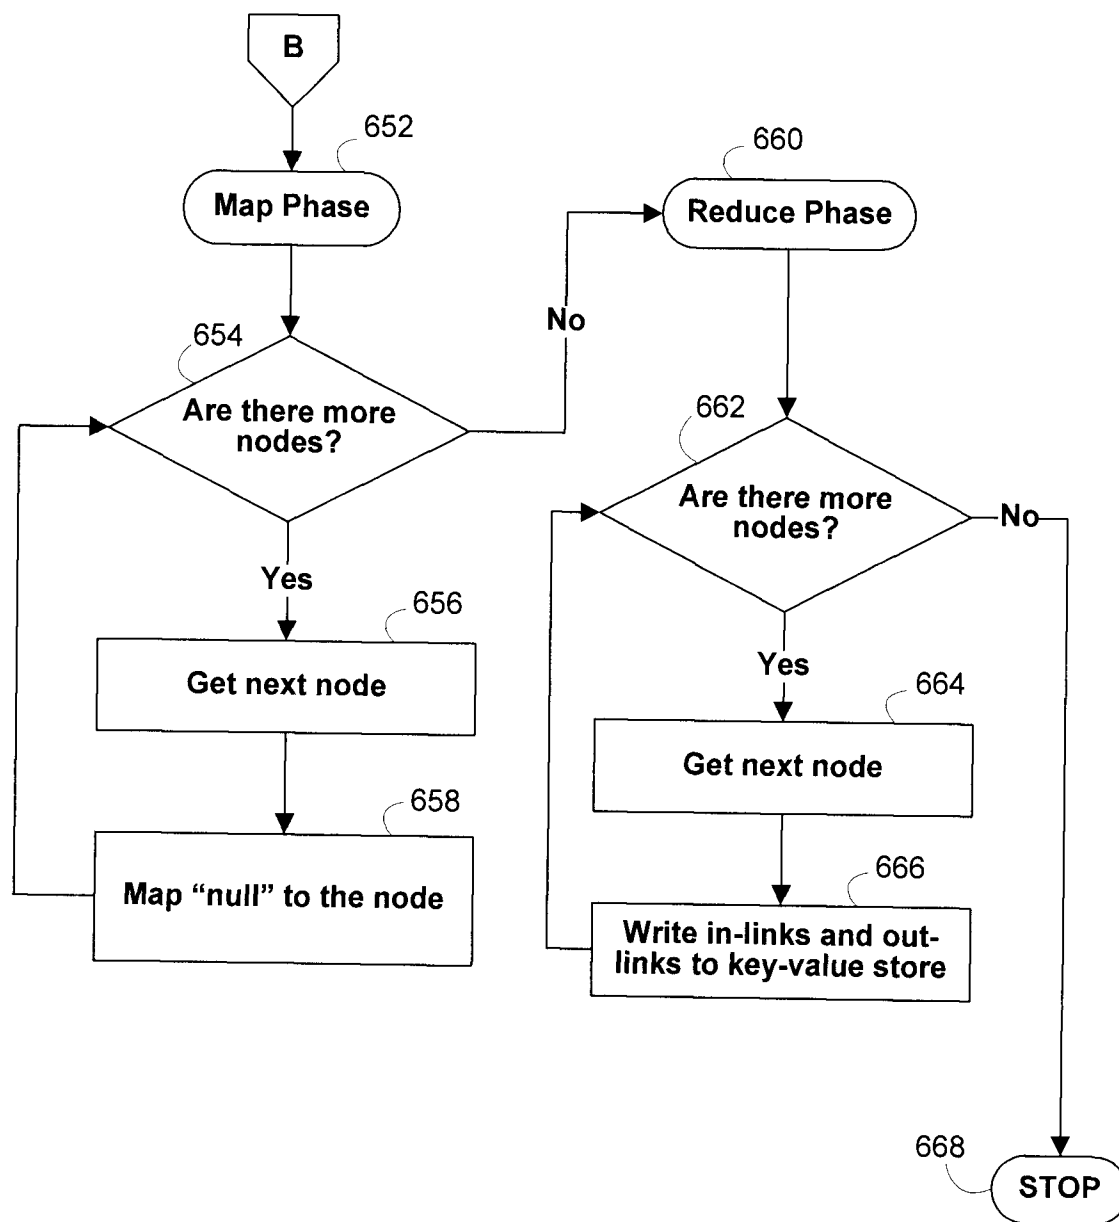 B
652
Map Phase
660
Reduce Phase
No
654
Are there more
nodes?
662
Are there more
nodes?
No
Yes
656
Get next node
Yes
664
Get next node
658
Map “null” to the node
666
Write in-links and out-
links to key-value store
668
STOP